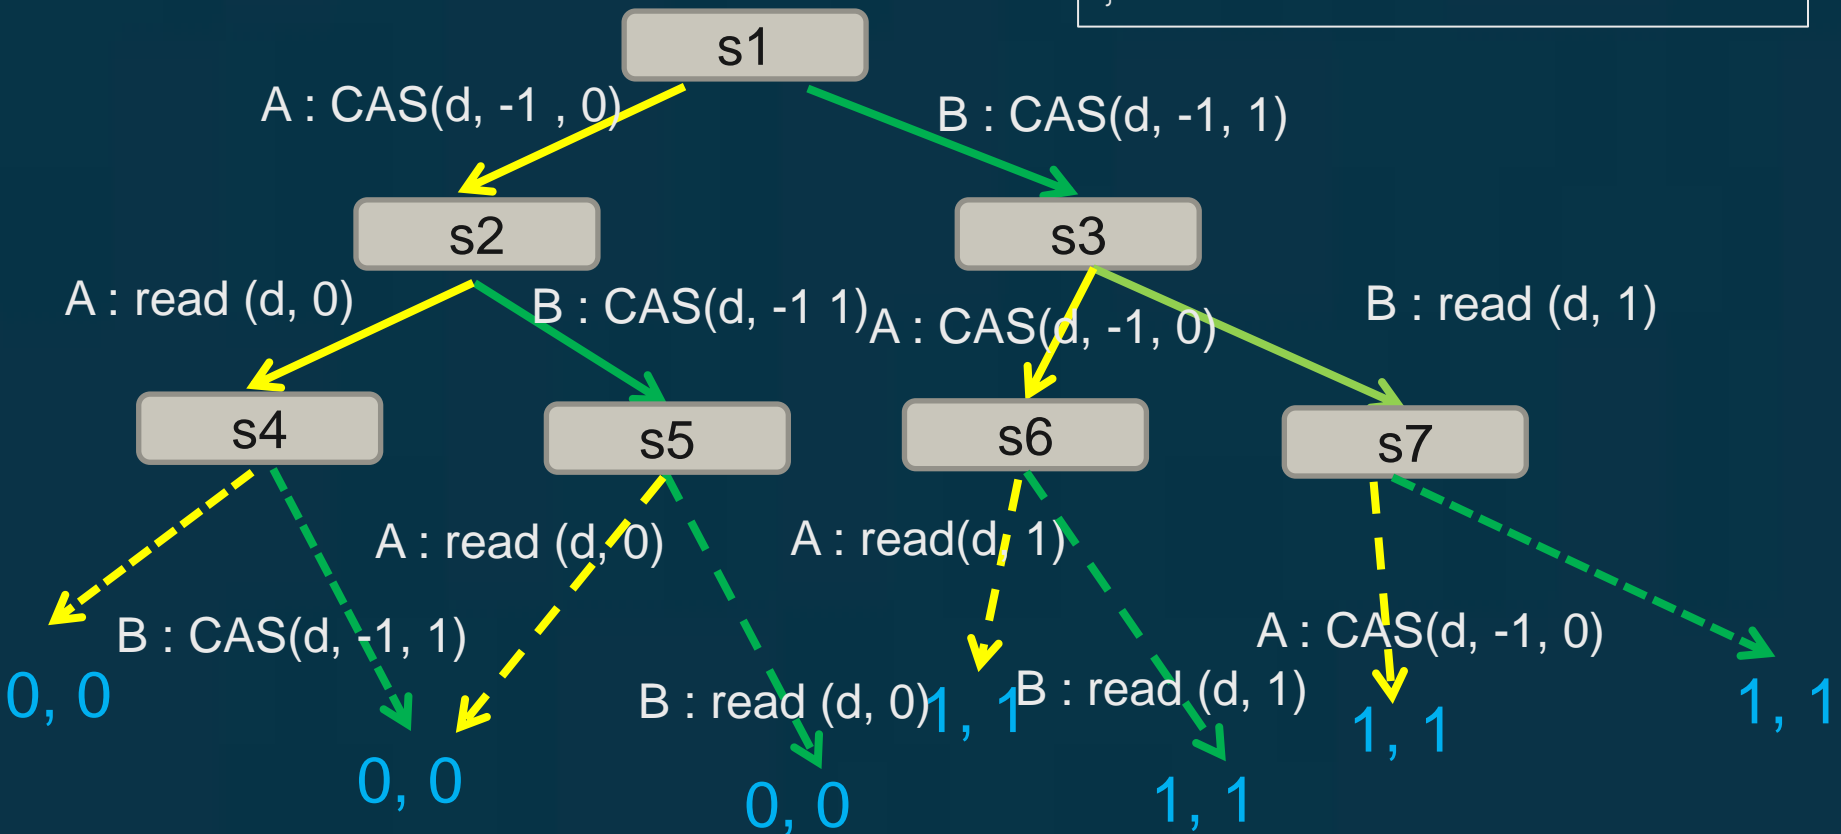 }
s1
A : CAS(d, -1 , 0)
B : CAS(d, -1, 1)
s2
s3
A : read (d, 0)
B : CAS(d, -1 1)
A : CAS(d, -1, 0)
B : read (d, 1)
s4
s5
s6
s7
A : read (d, 0)
A : read(d, 1)
B : CAS(d, -1, 1)
A : CAS(d, -1, 0)
0, 0
B : read (d, 0)
1, 1
B : read (d, 1)
1, 1
1, 1
0, 0
0, 0
1, 1